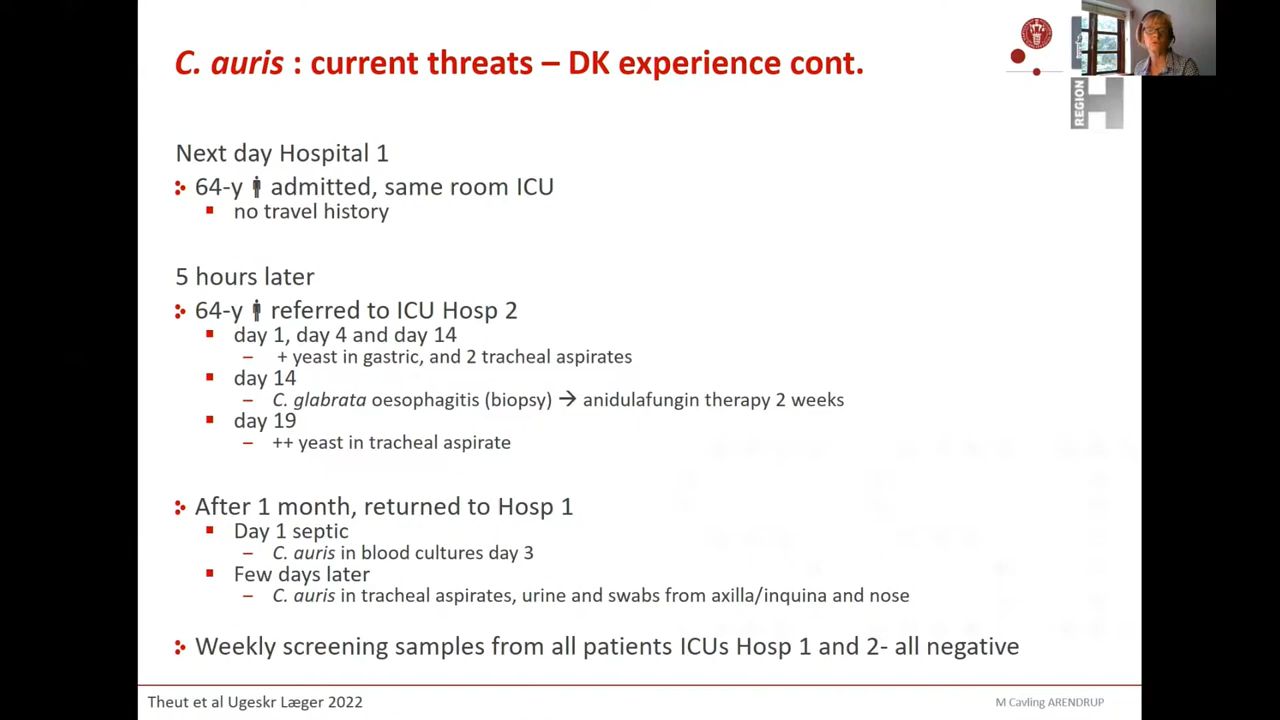 C. auris : current threats – DK experience cont.
REGION H
Next day Hospital 1
64-y admitted, same room ICU
no travel history
5 hours later
64-y referred to ICU Hosp 2
day 1, day 4 and day 14
– + yeast in gastric, and 2 tracheal aspirates
day 14
– C. glabrata oesophagitis (biopsy) → anidulafungin therapy 2 weeks
day 19
– ++ yeast in tracheal aspirate
After 1 month, returned to Hosp 1
Day 1 septic
– C. auris in blood cultures day 3
Few days later
– C. auris in tracheal aspirates, urine and swabs from axilla/inquina and nose
Weekly screening samples from all patients ICUs Hosp 1 and 2- all negative
Theut et al Ugeskr Læger 2022
M Cavling ARENDRUP